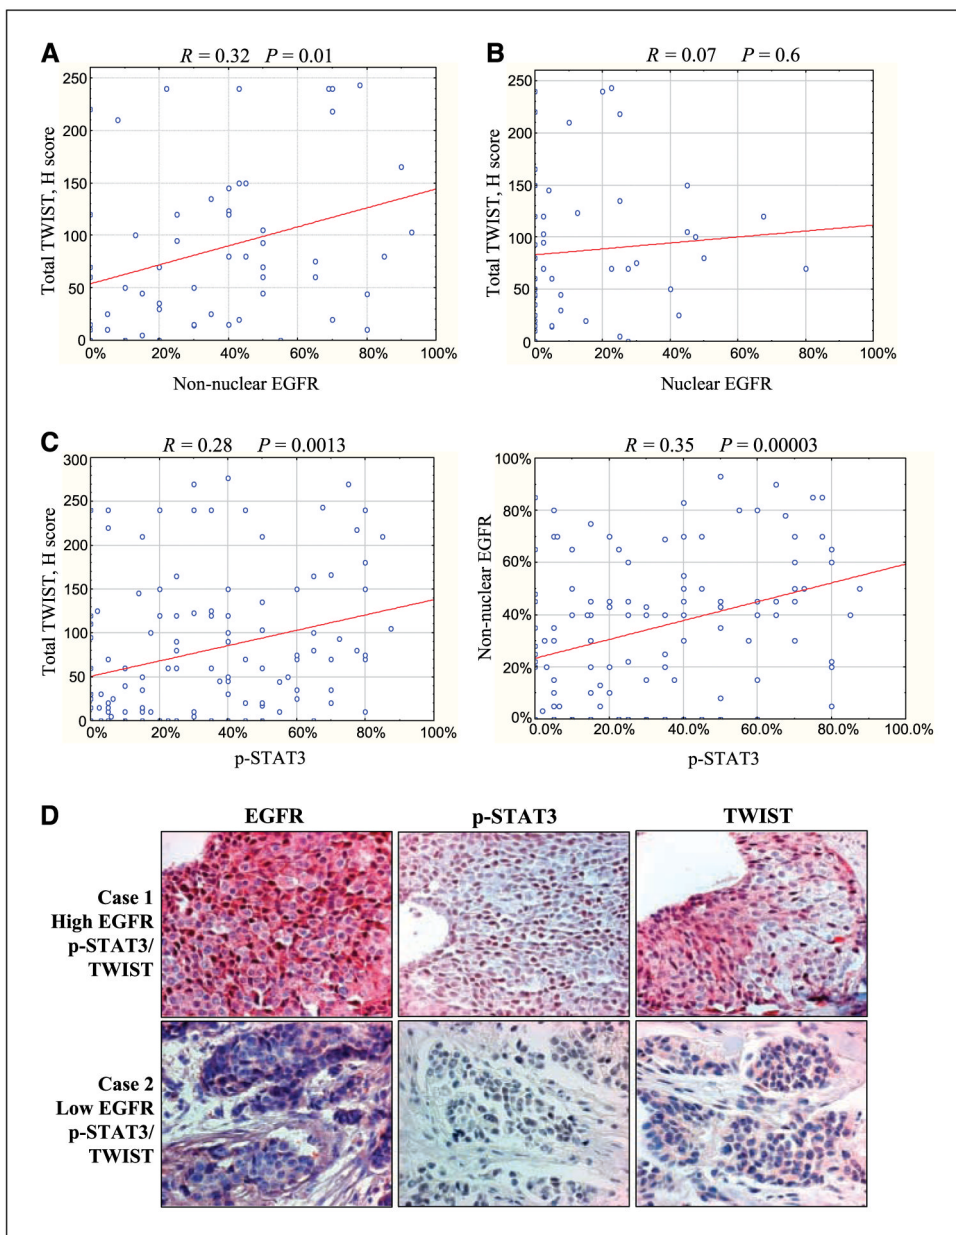 A
R = 0.32 P = 0.01
250
200
150
100
50
0
Total TWIST, H score
0% 20% 40% 60% 80% 100%
Non-nuclear EGFR
B
R = 0.07 P = 0.6
250
200
150
100
50
0
Total TWIST, H score
0% 20% 40% 60% 80% 100%
Nuclear EGFR
C
R = 0.28 P = 0.0013
300
250
200
150
100
50
0
Total TWIST, H score
0% 20% 40% 60% 80% 100%
p-STAT3
R = 0.35 P = 0.00003
100%
80%
60%
40%
20%
0%
Non-nuclear EGFR
0.0% 20.0% 40.0% 60.0% 80.0% 100.0%
p-STAT3
D
EGFR p-STAT3 TWIST
Case 1
High EGFR
p-STAT3/
TWIST
Case 2
Low EGFR
p-STAT3/
TWIST